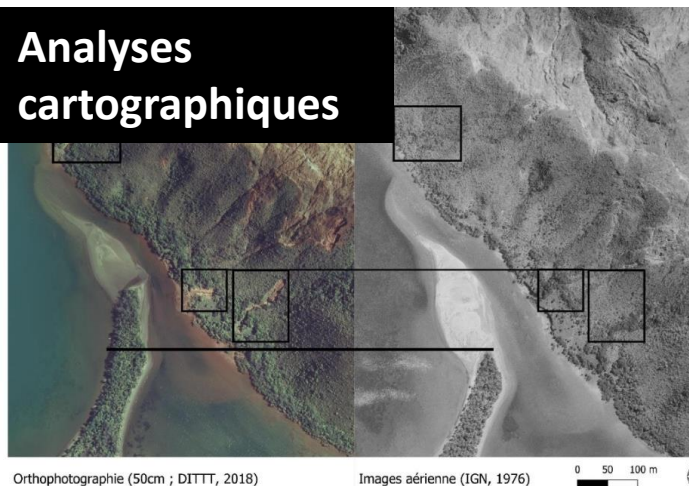 Analyses
cartographiques
Orthophotographie (50cm ; DITTT, 2018)
Images aérienne (IGN, 1976)
0 50 100 m